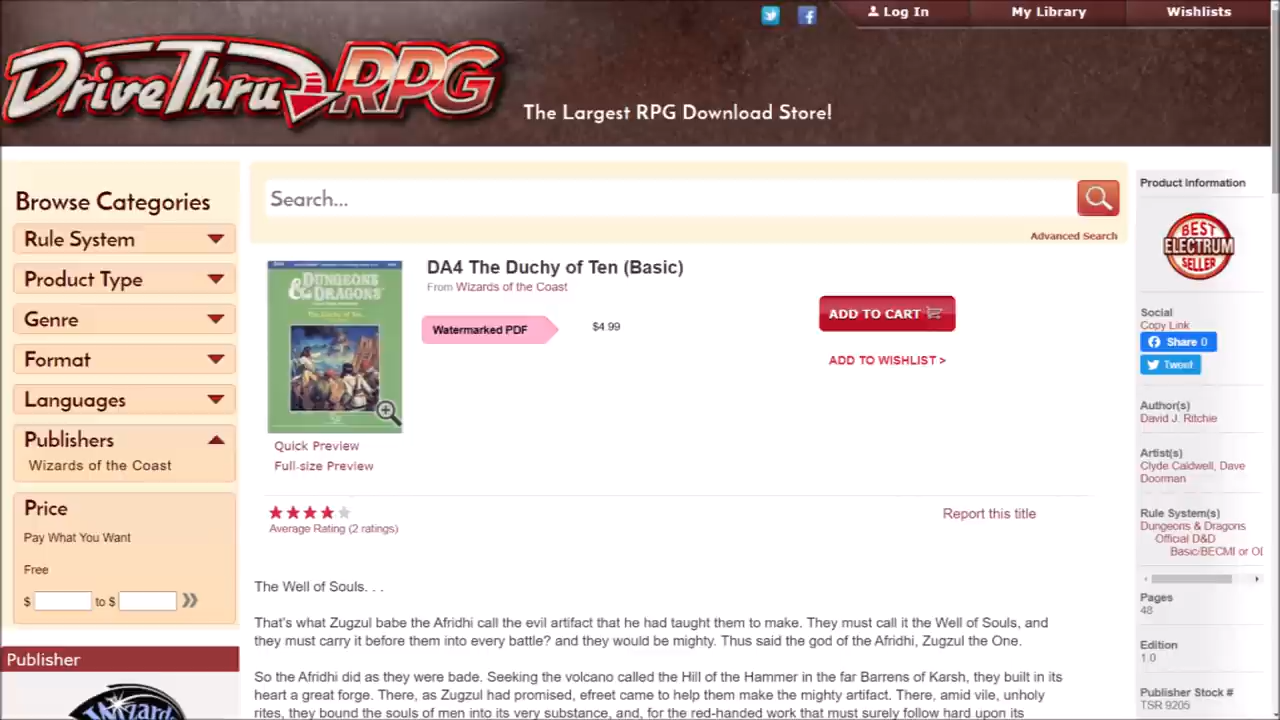 Log In
My Library
Wishlists
DriveThruRPG
The Largest RPG Download Store!
Browse Categories
Rule System
Product Type
Genre
Format
Languages
Publishers
Wizards of the Coast
Price
Pay What You Want
Free
$ to $
Publisher
Wizard
Search...
Advanced Search
DUNGEONS & DRAGONS
The Duchy of Ten
DA4 The Duchy of Ten (Basic)
From Wizards of the Coast
Watermarked PDF
$4.99
ADD TO CART
ADD TO WISHLIST >
Quick Preview
Full-size Preview
Average Rating (2 ratings)
Report this title
The Well of Souls. . .
That's what Zugzul babe the Afridhi call the evil artifact that he had taught them to make. They must call it the Well of Souls, and
they must carry it before them into every battle? and they would be mighty. Thus said the god of the Afridhi, Zugzul the One.
So the Afridhi did as they were bade. Seeking the volcano called the Hill of the Hammer in the far Barrens of Karsh, they built in its
heart a great forge. There, as Zugzul had promised, efreet came to help them make the mighty artifact. There, amid vile, unholy
rites, they bound the souls of men into its very substance, and, for the red-handed work that must surely follow hard upon its
Product Information
BEST
ELECTRUM
SELLER
Social
Copy Link
Share 0
Tweet
Author(s)
David J. Ritchie
Artist(s)
Clyde Caldwell, Dave
Doorman
Rule System(s)
Dungeons & Dragons
Official D&D
Basic/BECMI or OD
Pages
48
Edition
1.0
Publisher Stock #
TSR 9205